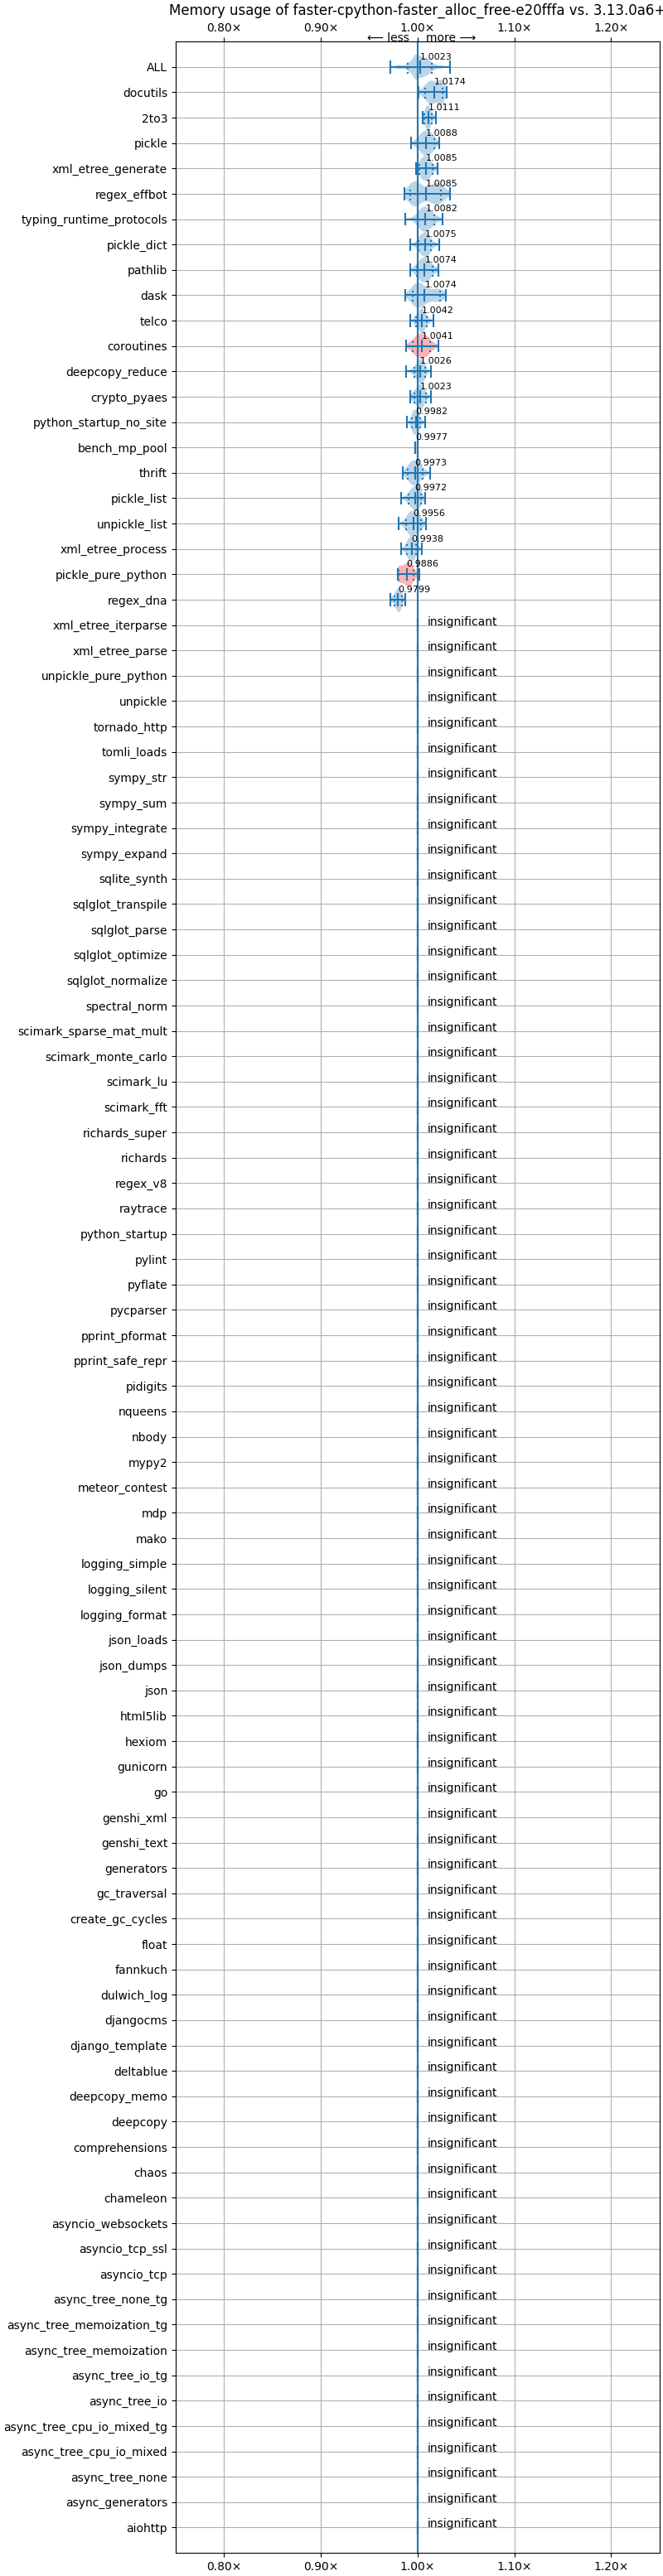 Memory usage of faster-cpython-faster_alloc_free-e20fffa vs. 3.13.0a6+
0.80× 0.90× 1.00× 1.10× 1.20×
⟵ less more ⟶
ALL 1.0023
docutils 1.0174
2to3 1.0111
pickle 1.0088
xml_etree_generate 1.0085
regex_effbot 1.0085
typing_runtime_protocols 1.0082
pickle_dict 1.0075
pathlib 1.0074
dask 1.0074
telco 1.0042
coroutines 1.0041
deepcopy_reduce 1.0026
crypto_pyaes 1.0023
python_startup_no_site 0.9982
bench_mp_pool 0.9977
thrift 0.9973
pickle_list 0.9972
unpickle_list 0.9956
xml_etree_process 0.9938
pickle_pure_python 0.9886
regex_dna 0.9799
xml_etree_iterparse insignificant
xml_etree_parse insignificant
unpickle_pure_python insignificant
unpickle insignificant
tornado_http insignificant
tomli_loads insignificant
sympy_str insignificant
sympy_sum insignificant
sympy_integrate insignificant
sympy_expand insignificant
sqlite_synth insignificant
sqlglot_transpile insignificant
sqlglot_parse insignificant
sqlglot_optimize insignificant
sqlglot_normalize insignificant
spectral_norm insignificant
scimark_sparse_mat_mult insignificant
scimark_monte_carlo insignificant
scimark_lu insignificant
scimark_fft insignificant
richards_super insignificant
richards insignificant
regex_v8 insignificant
raytrace insignificant
python_startup insignificant
pylint insignificant
pyflate insignificant
pycparser insignificant
pprint_pformat insignificant
pprint_safe_repr insignificant
pidigits insignificant
nqueens insignificant
nbody insignificant
mypy2 insignificant
meteor_contest insignificant
mdp insignificant
mako insignificant
logging_simple insignificant
logging_silent insignificant
logging_format insignificant
json_loads insignificant
json_dumps insignificant
json insignificant
html5lib insignificant
hexiom insignificant
gunicorn insignificant
go insignificant
genshi_xml insignificant
genshi_text insignificant
generators insignificant
gc_traversal insignificant
create_gc_cycles insignificant
float insignificant
fannkuch insignificant
dulwich_log insignificant
djangocms insignificant
django_template insignificant
deltablue insignificant
deepcopy_memo insignificant
deepcopy insignificant
comprehensions insignificant
chaos insignificant
chameleon insignificant
asyncio_websockets insignificant
asyncio_tcp_ssl insignificant
asyncio_tcp insignificant
async_tree_none_tg insignificant
async_tree_memoization_tg insignificant
async_tree_memoization insignificant
async_tree_io_tg insignificant
async_tree_io insignificant
async_tree_cpu_io_mixed_tg insignificant
async_tree_cpu_io_mixed insignificant
async_tree_none insignificant
async_generators insignificant
aiohttp insignificant
0.80× 0.90× 1.00× 1.10× 1.20×